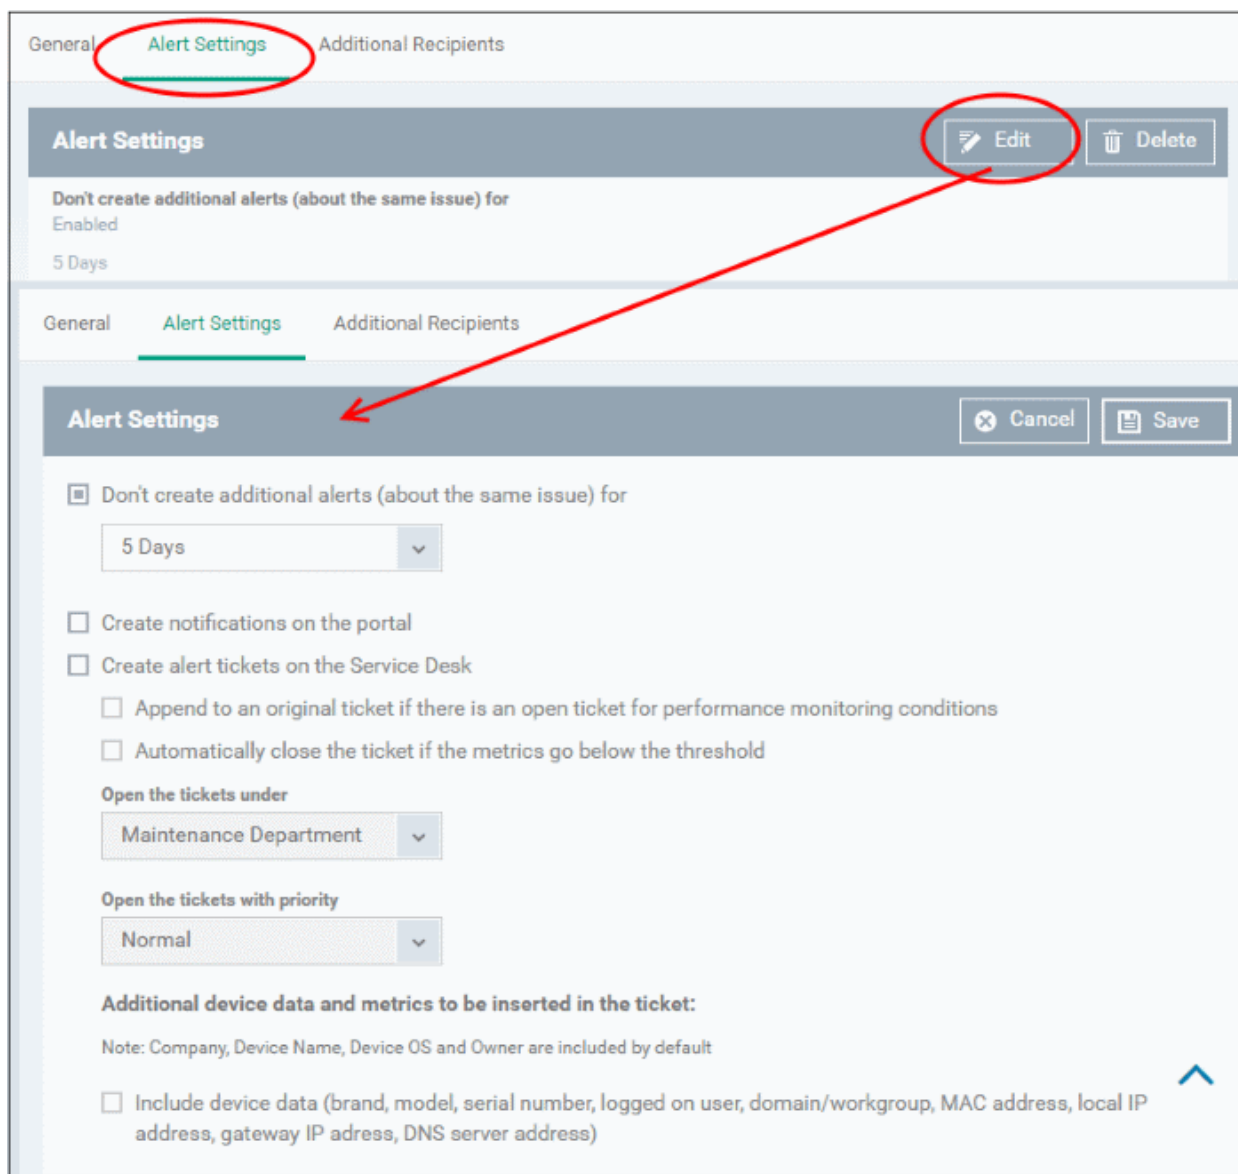 General Alert Settings Additional Recipients
Alert Settings Edit Delete
Don't create additional alerts (about the same issue) for
Enabled
5 Days
General Alert Settings Additional Recipients
Alert Settings Cancel Save
Don't create additional alerts (about the same issue) for
5 Days
Create notifications on the portal
Create alert tickets on the Service Desk
Append to an original ticket if there is an open ticket for performance monitoring conditions
Automatically close the ticket if the metrics go below the threshold
Open the tickets under
Maintenance Department
Open the tickets with priority
Normal
Additional device data and metrics to be inserted in the ticket:
Note: Company, Device Name, Device OS and Owner are included by default
Include device data (brand, model, serial number, logged on user, domain/workgroup, MAC address, local IP
address, gateway IP adress, DNS server address)